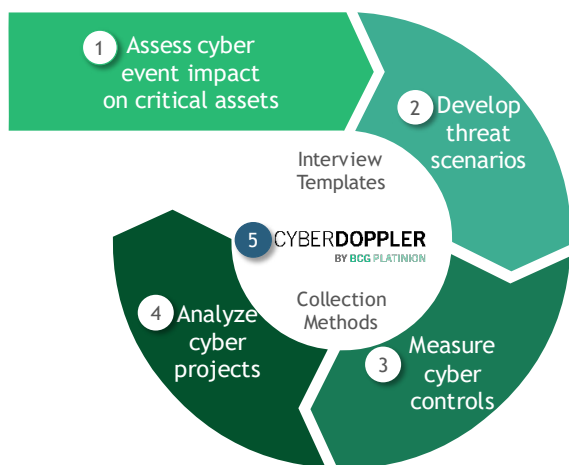 1 Assess cyber
event impact
on critical assets
2 Develop
threat
scenarios
Interview
Templates
5 CYBERDOPPLER
BY BCG PLATINION
Collection
Methods
3 Measure
cyber
controls
4 Analyze
cyber
projects